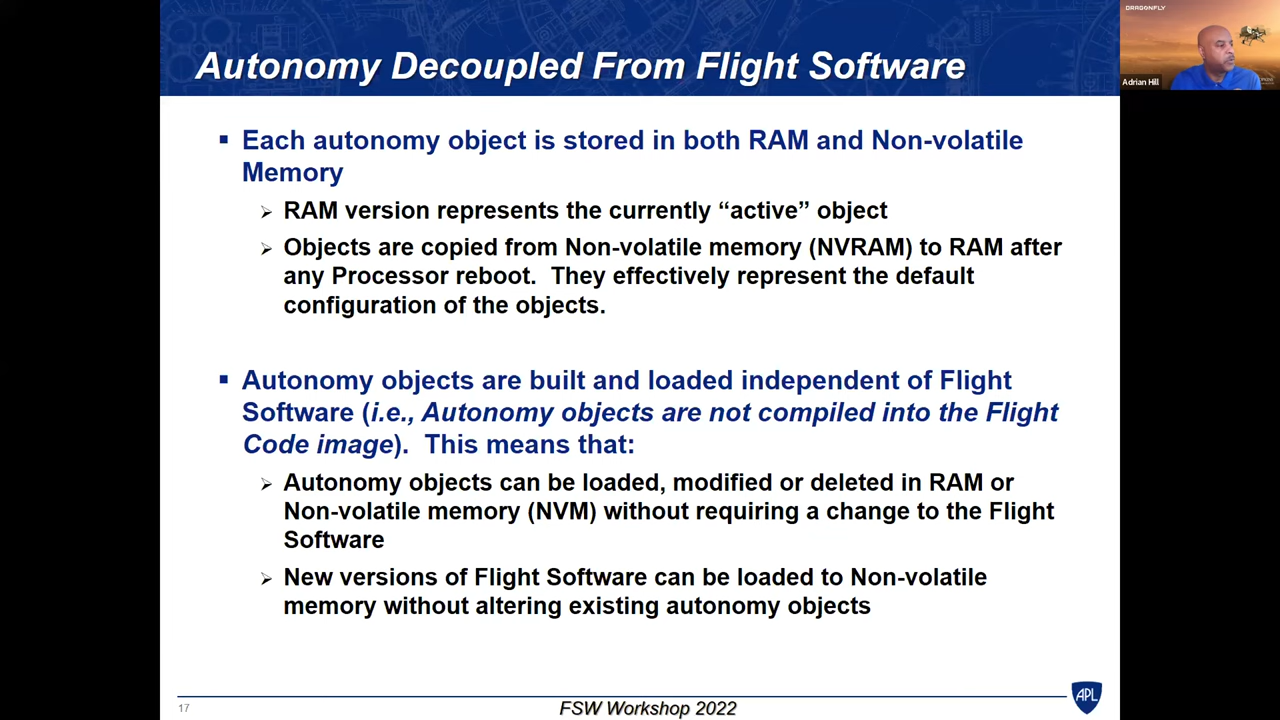 Autonomy Decoupled From Flight Software
DRAGONFLY
Adrian Hill
▪ Each autonomy object is stored in both RAM and Non-volatile
Memory
➢ RAM version represents the currently “active” object
➢ Objects are copied from Non-volatile memory (NVRAM) to RAM after
any Processor reboot.  They effectively represent the default
configuration of the objects.
▪ Autonomy objects are built and loaded independent of Flight
Software (i.e., Autonomy objects are not compiled into the Flight
Code image).  This means that:
➢ Autonomy objects can be loaded, modified or deleted in RAM or
Non-volatile memory (NVM) without requiring a change to the Flight
Software
➢ New versions of Flight Software can be loaded to Non-volatile
memory without altering existing autonomy objects
17
FSW Workshop 2022
APL